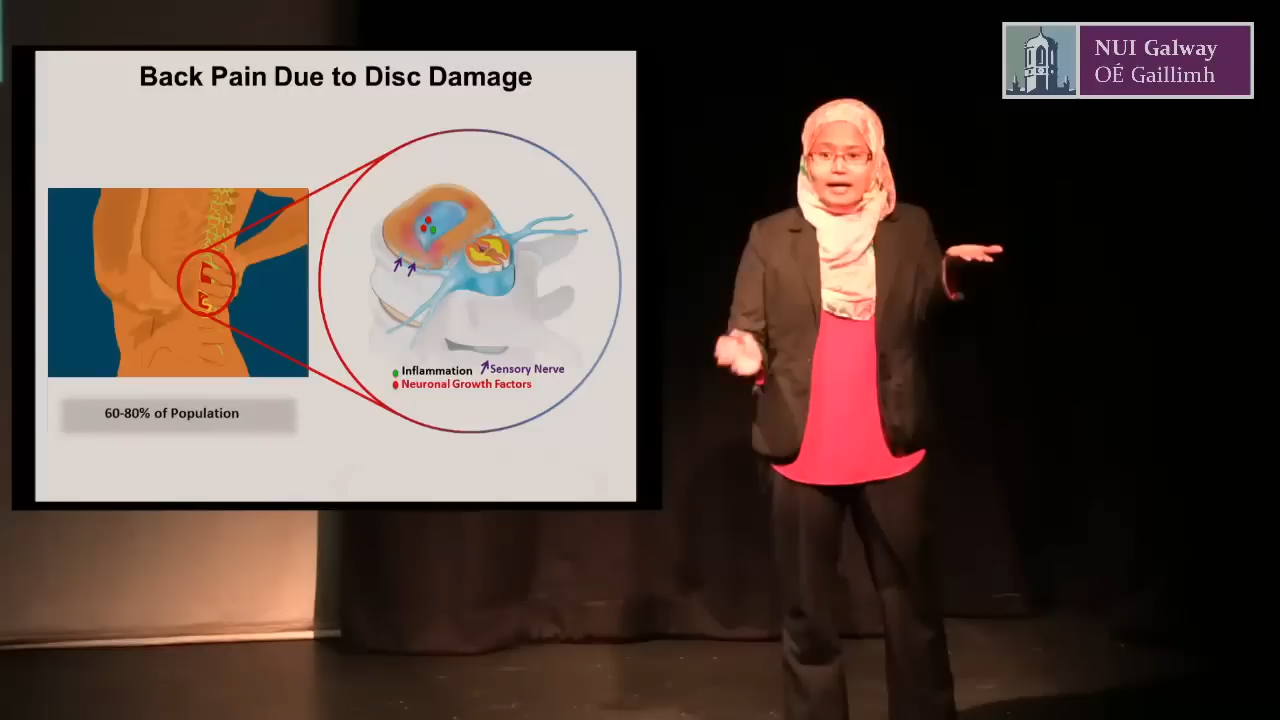 Back Pain Due to Disc Damage
Inflammation
Sensory Nerve
Neuronal Growth Factors
60-80% of Population
NUI Galway
OÉ Gaillimh